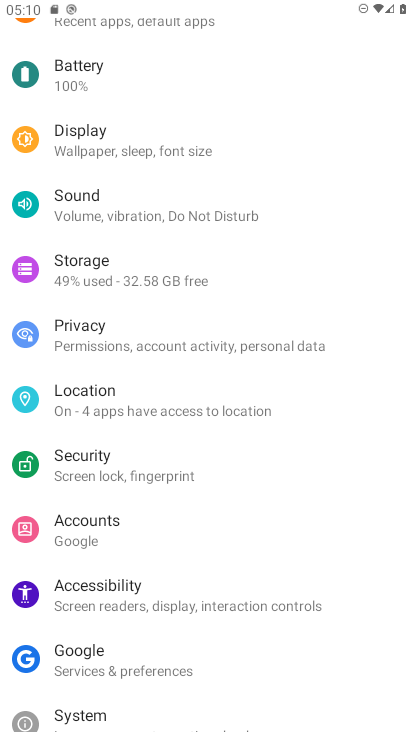 05:10
Recent apps, default apps
Battery
100%
Display
Wallpaper, sleep, font size
Sound
Volume, vibration, Do Not Disturb
Storage
49% used - 32.58 GB free
Privacy
Permissions, account activity, personal data
Location
On - 4 apps have access to location
Security
Screen lock, fingerprint
Accounts
Google
Accessibility
Screen readers, display, interaction controls
Google
Services & preferences
System